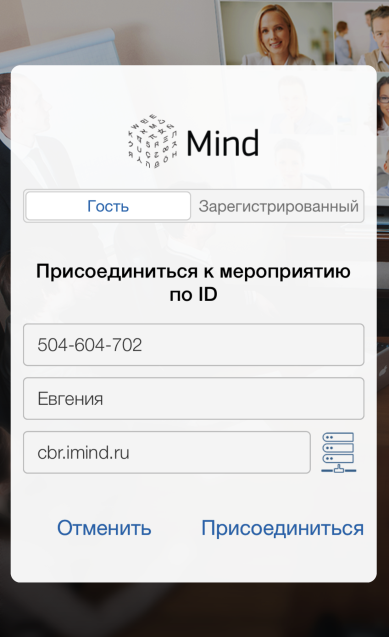 Mind
Гость
Зарегистрированный
Присоединиться к мероприятию
по ID
504-604-702
Евгения
cbr.imind.ru
Отменить
Присоединиться